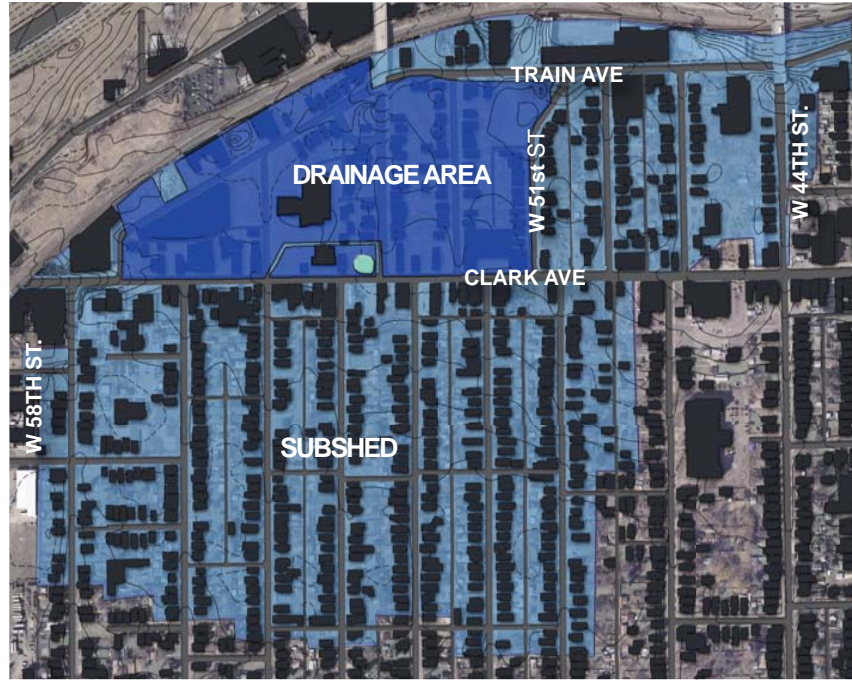 TRAIN AVE
DRAINAGE AREA
W 51st ST
W 44TH ST.
CLARK AVE
W 58TH ST.
SUBSHED